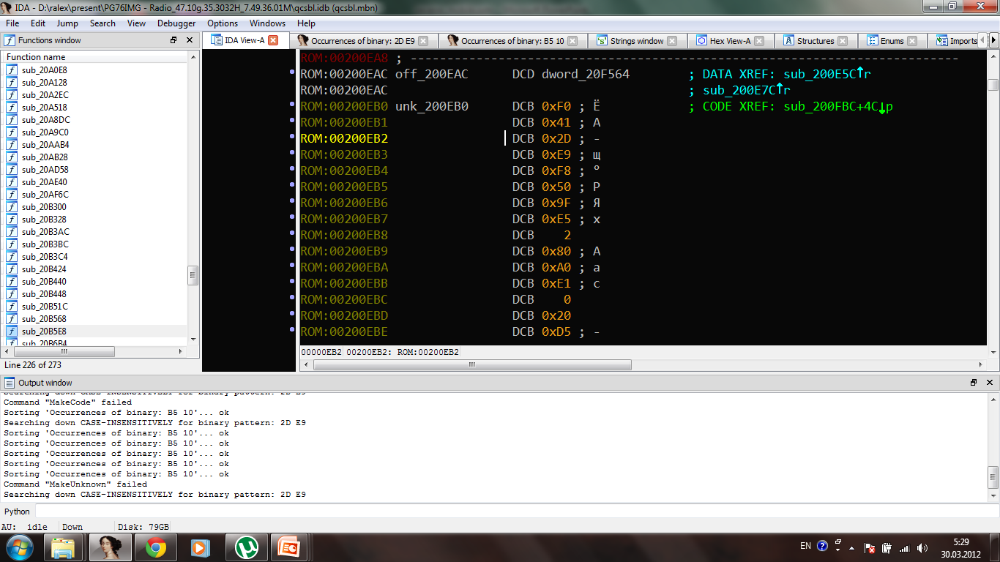 IDA - D:\ralex\present\PG76IMG - Radio_47.10g.35.3032H_7.49.36.01M\qcsbl.idb (qcsbl.mbn)
File Edit Jump Search View Debugger Options Windows Help
Functions window
IDA View-A Occurrences of binary: 2D E9 Occurrences of binary: B5 10 Strings window Hex View-A Structures Enums Imports
Function name
sub_20A0E8
sub_20A128
sub_20A2EC
sub_20A518
sub_20A8DC
sub_20A9C0
sub_20AAB4
sub_20AB28
sub_20AD58
sub_20AE40
sub_20AF6C
sub_20B300
sub_20B328
sub_20B3AC
sub_20B3BC
sub_20B3C4
sub_20B424
sub_20B440
sub_20B448
sub_20B51C
sub_20B568
sub_20B5E8
sub_20B6B4
Line 226 of 273
ROM:00200EA8 ; ---------------------------------------------------------------------------
ROM:00200EAC off_200EAC DCD dword_20F564 ; DATA XREF: sub_200E5C↑r
ROM:00200EAC ; sub_200E7C↑r
ROM:00200EB0 unk_200EB0 DCB 0xF0 ; Ё ; CODE XREF: sub_200FBC+4C↓p
ROM:00200EB1 DCB 0x41 ; A
ROM:00200EB2 DCB 0x2D ; -
ROM:00200EB3 DCB 0xE9 ; щ
ROM:00200EB4 DCB 0xF8 ; °
ROM:00200EB5 DCB 0x50 ; P
ROM:00200EB6 DCB 0x9F ; Я
ROM:00200EB7 DCB 0xE5 ; х
ROM:00200EB8 DCB 2
ROM:00200EB9 DCB 0x80 ; А
ROM:00200EBA DCB 0xA0 ; а
ROM:00200EBB DCB 0xE1 ; с
ROM:00200EBC DCB 0
ROM:00200EBD DCB 0x20
ROM:00200EBE DCB 0xD5 ; -
00000EB2 00200EB2: ROM:00200EB2
Output window
Searching down CASE-INSENSITIVELY for binary pattern: 2D E9
Command "MakeCode" failed
Sorting 'Occurrences of binary: B5 10'... ok
Searching down CASE-INSENSITIVELY for binary pattern: 2D E9
Sorting 'Occurrences of binary: B5 10'... ok
Sorting 'Occurrences of binary: B5 10'... ok
Sorting 'Occurrences of binary: B5 10'... ok
Sorting 'Occurrences of binary: B5 10'... ok
Sorting 'Occurrences of binary: B5 10'... ok
Command "MakeUnknown" failed
Searching down CASE-INSENSITIVELY for binary pattern: 2D E9
Python
AU: idle Down Disk: 79GB
EN
5:29
30.03.2012